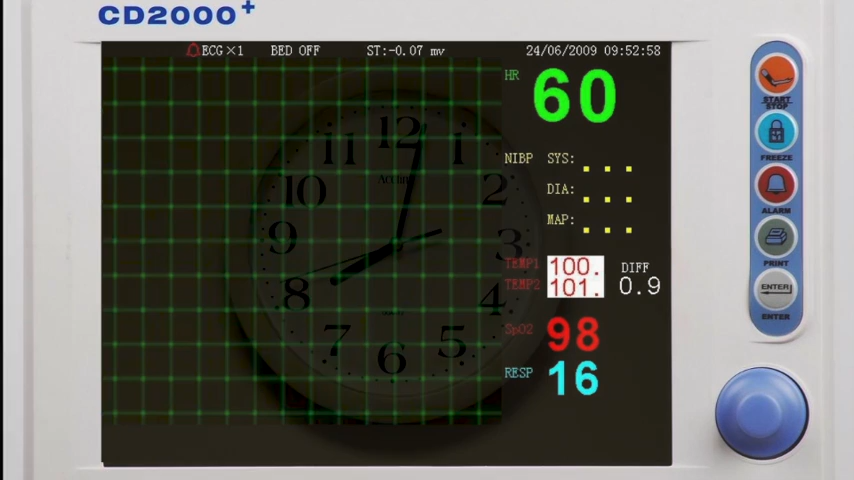 CD2000+
ECG×1 BED OFF ST:-0.07 mv 24/06/2009 09:52:58
HR 60
NIBP SYS: ...
DIA: ...
MAP: ...
TEMP1 100. DIFF
TEMP2 101. 0.9
SpO2 98
RESP 16
12
11 1
10 2
9 3
8 4
7 5
6
START
STOP
FREEZE
ALARM
PRINT
ENTER
ENTER